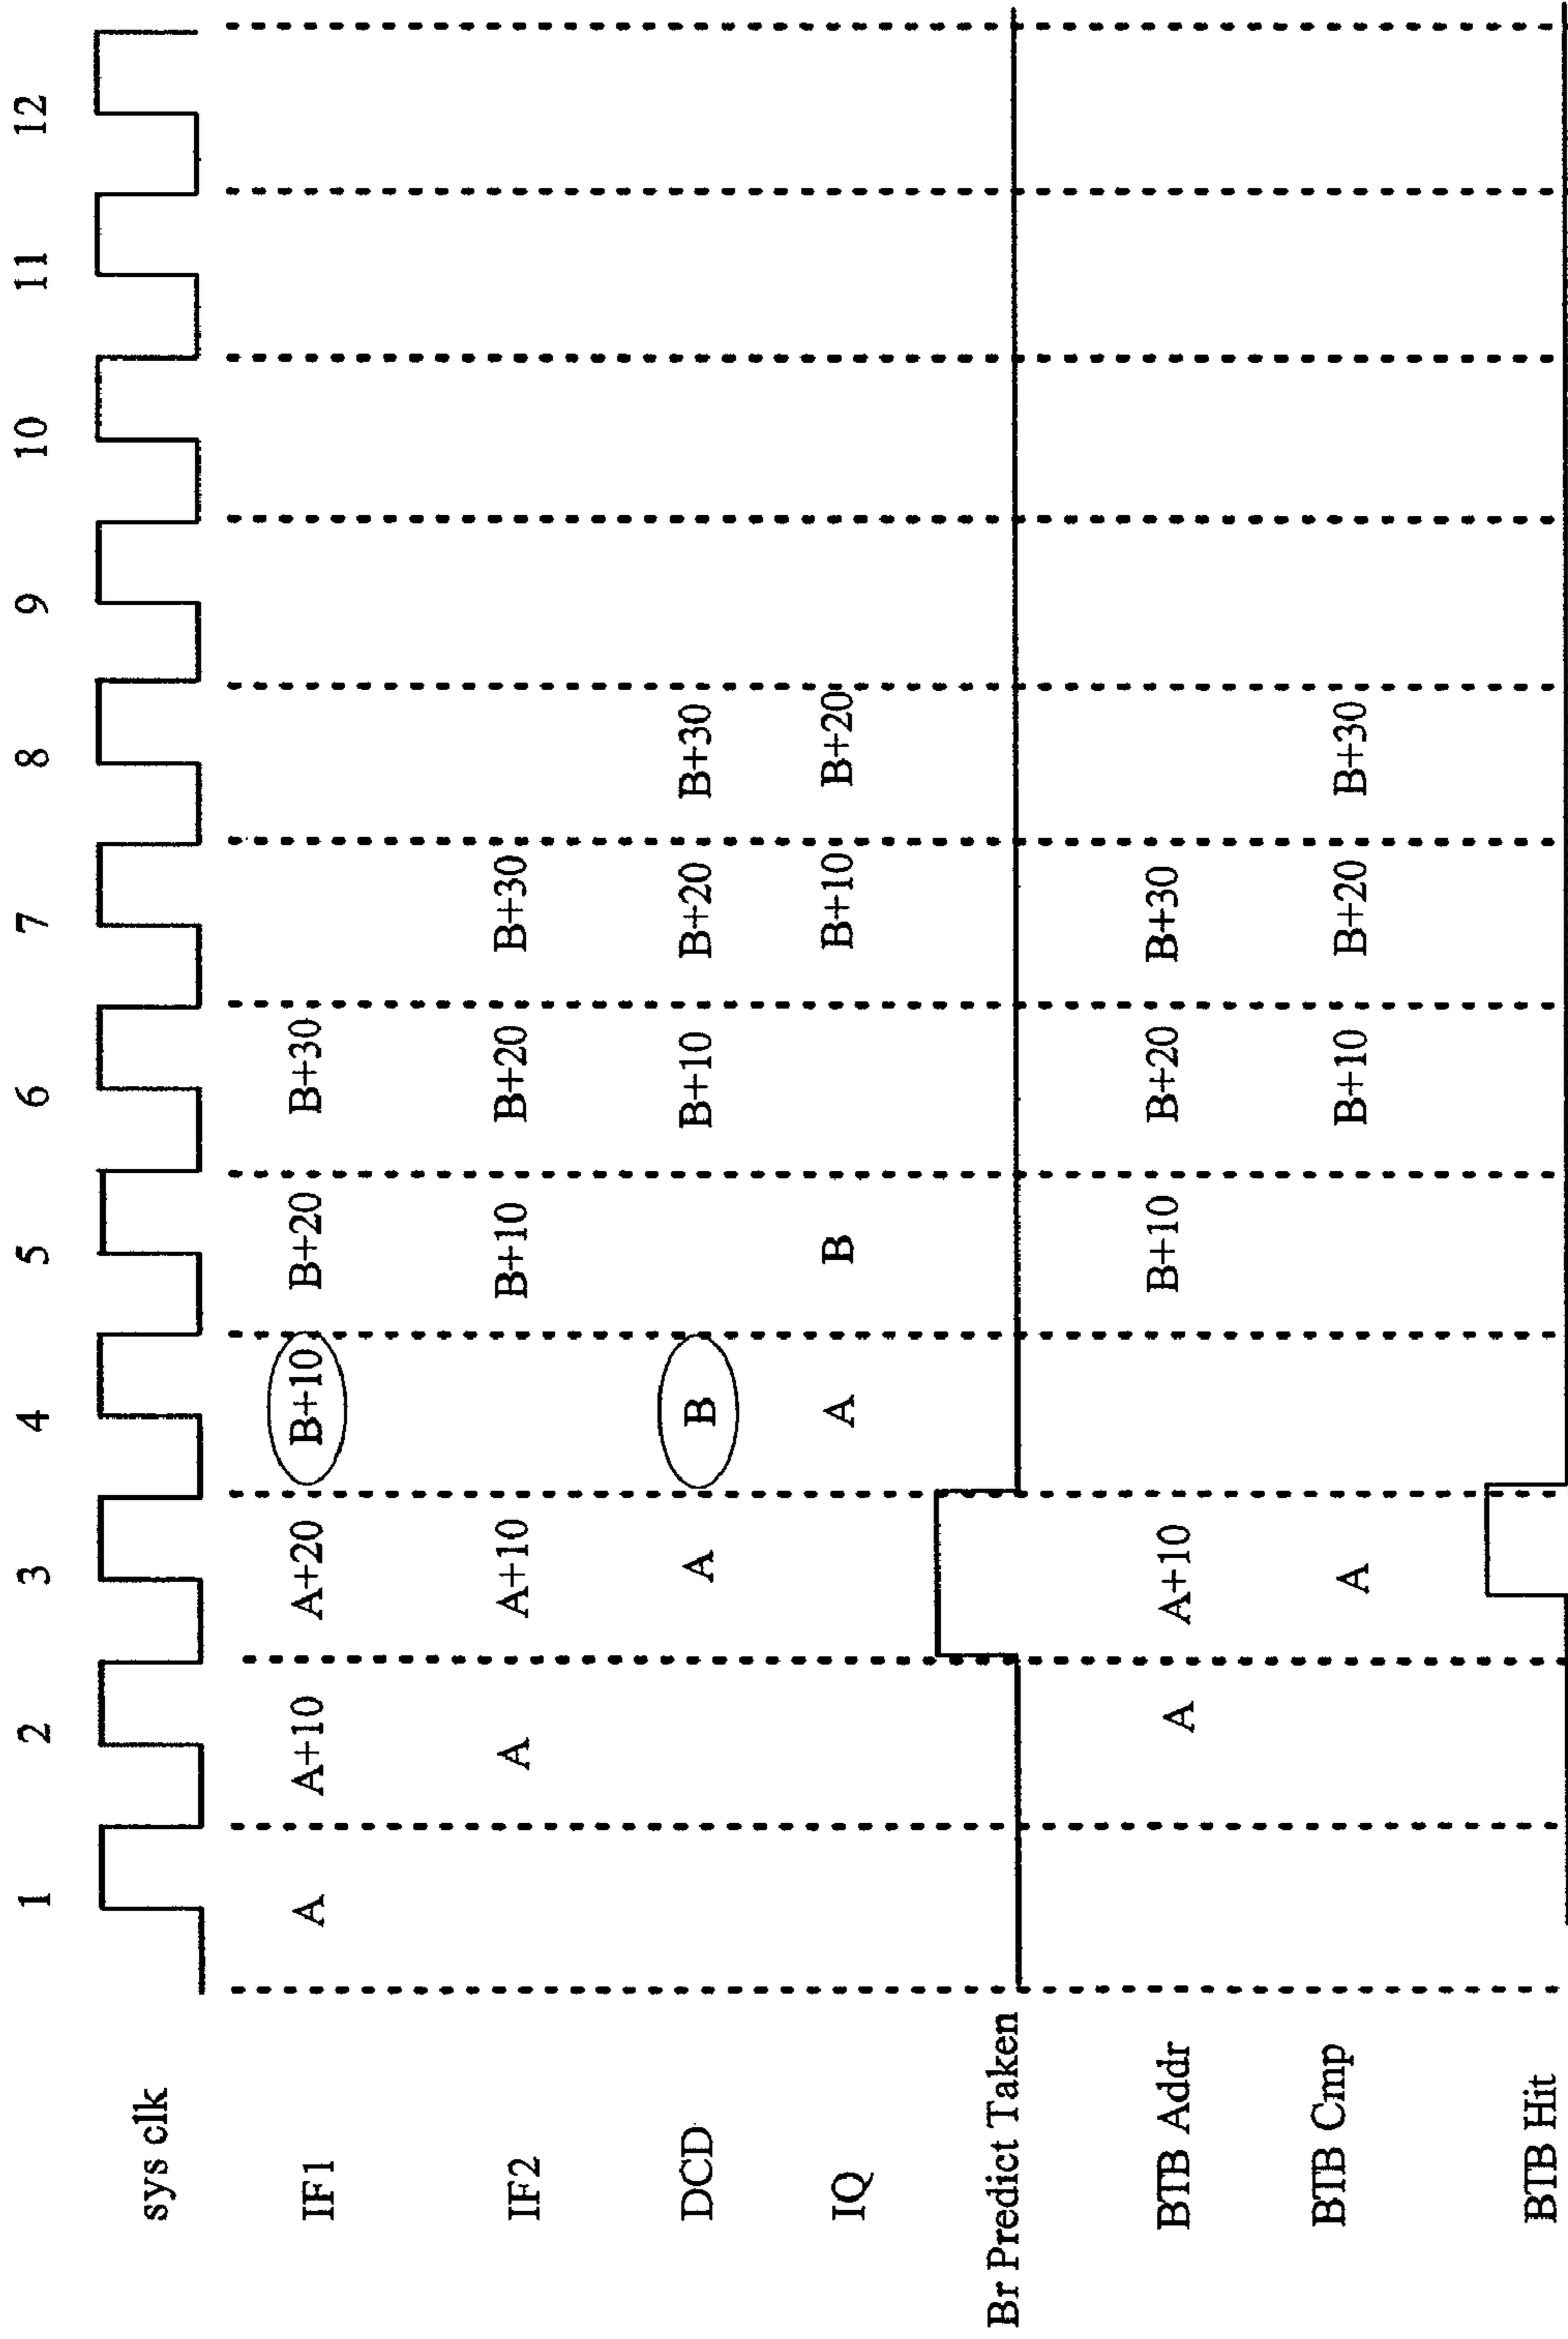 1 2 3 4 5 6 7 8 9 10 11 12
sys clk
IF1 A A+10 A+20 B+10 B+20 B+30
IF2 A A+10 B+10 B+20 B+30
DCD A B B+10 B+20 B+30
IQ A B B+10 B+20
Br Predict Taken
BTB Addr A A+10 B+10 B+20 B+30
BTB Cmp A B+10 B+20 B+30
BTB Hit